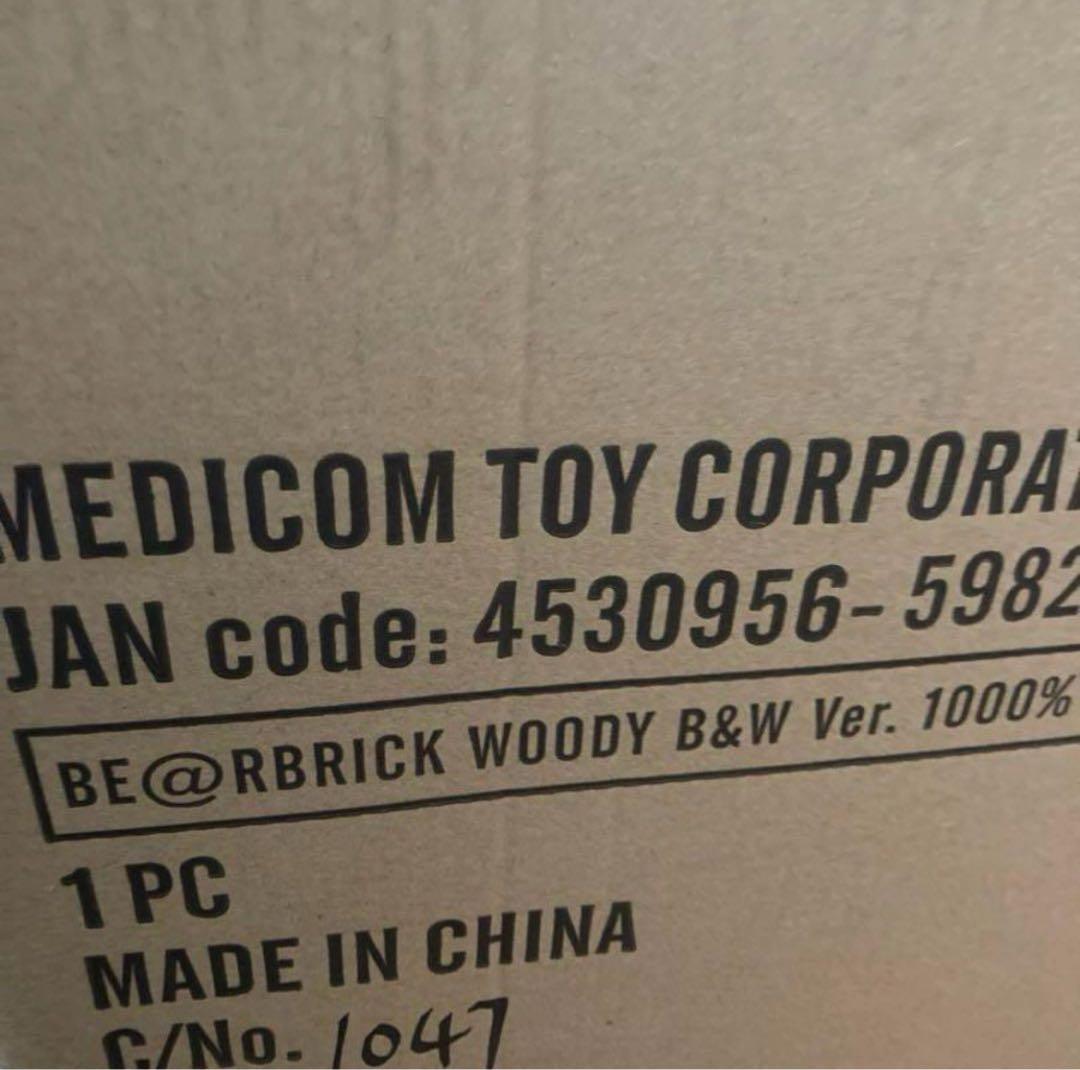 MEDICOM TOY CORPORA
JAN code: 4530956-5982
BE@RBRICK WOODY B&W Ver. 1000%
1 PC
MADE IN CHINA
C/No. 1047